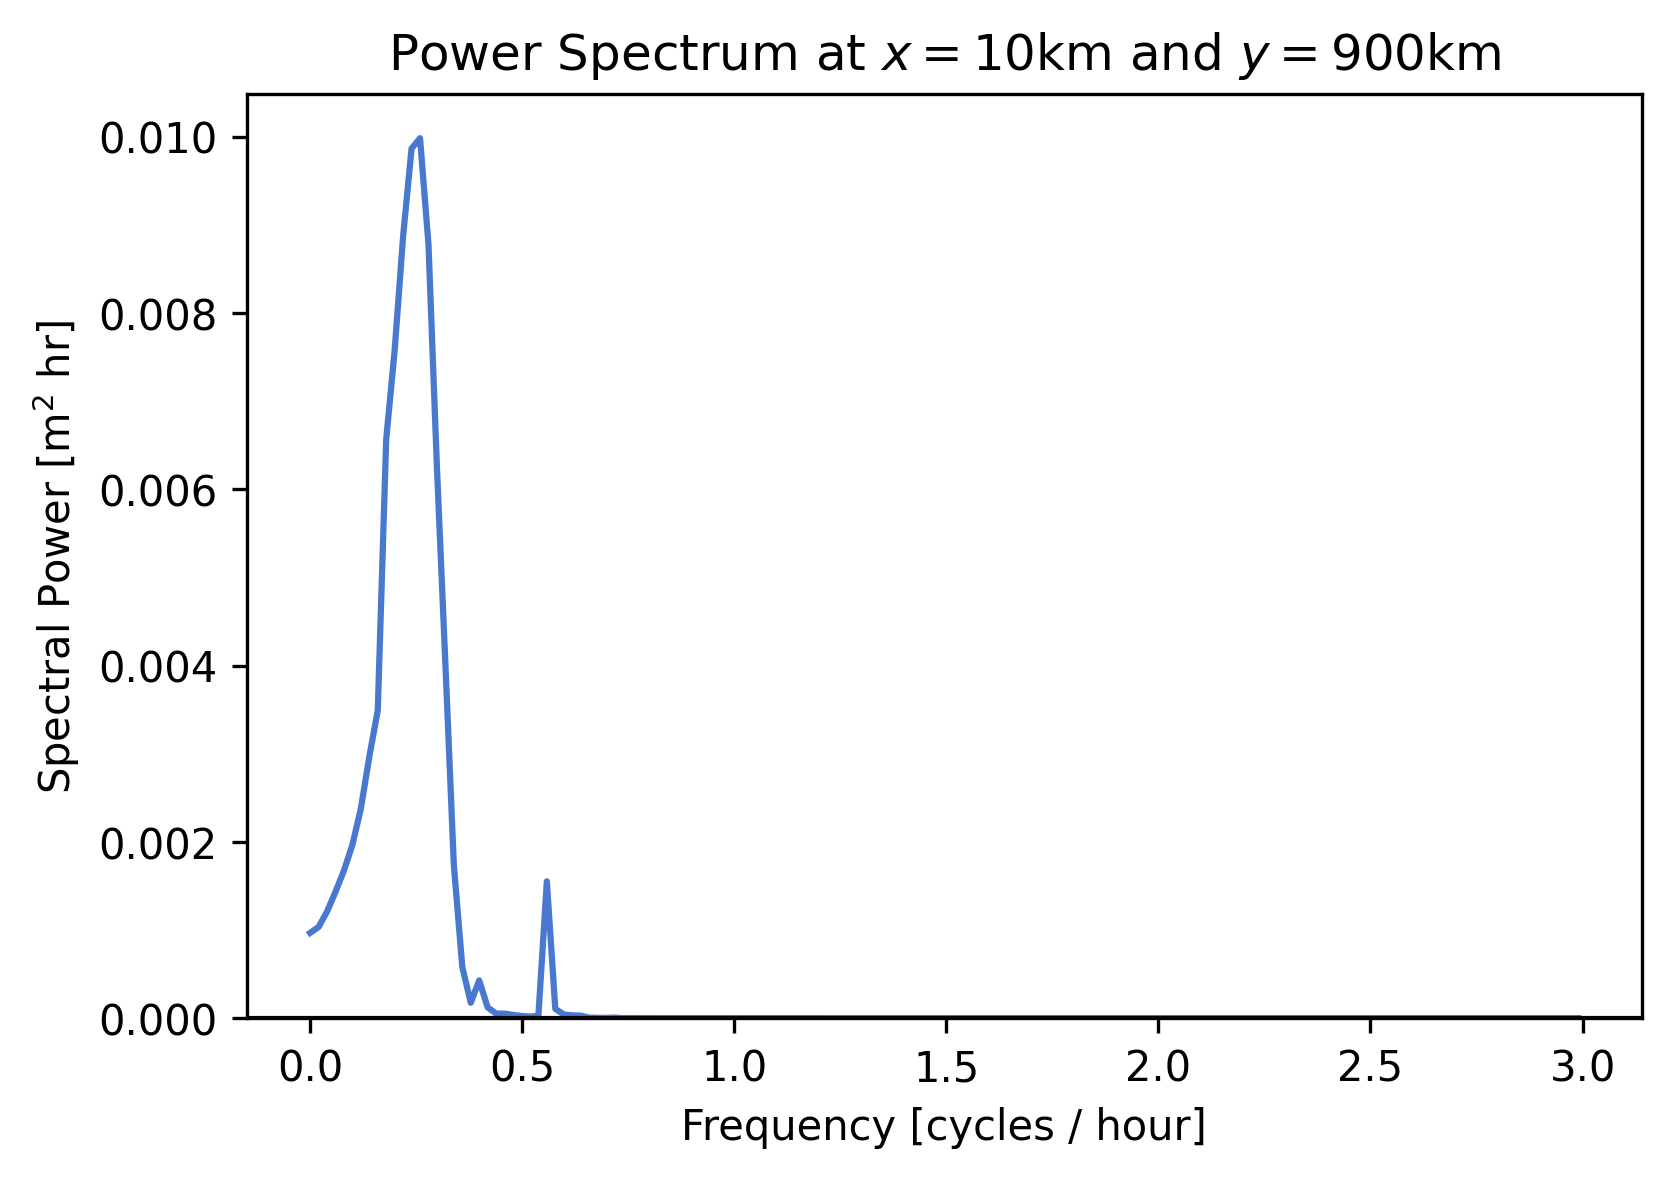 Power Spectrum at x = 10km and y = 900km
Spectral Power [m² hr]
0.010
0.008
0.006
0.004
0.002
0.000
0.0 0.5 1.0 1.5 2.0 2.5 3.0
Frequency [cycles / hour]